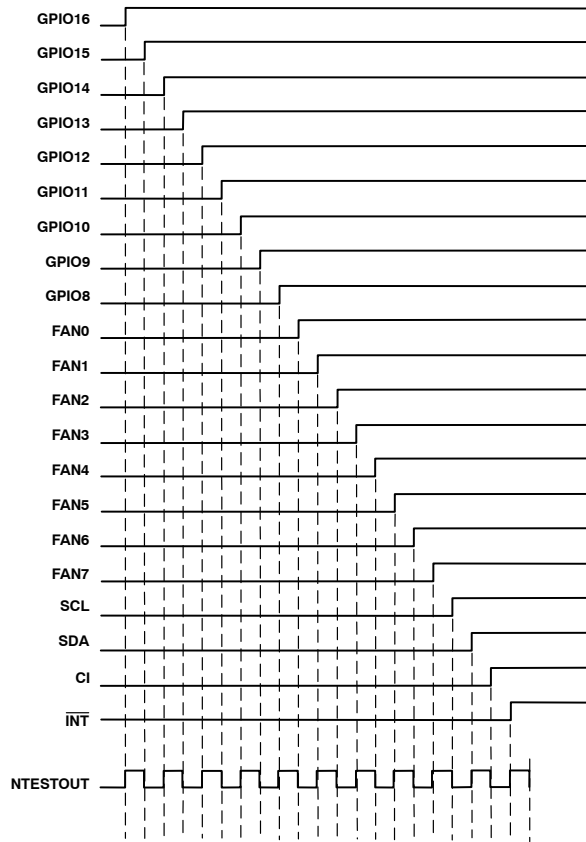 GPIO16
GPIO15
GPIO14
GPIO13
GPIO12
GPIO11
GPIO10
GPIO9
GPIO8
FAN0
FAN1
FAN2
FAN3
FAN4
FAN5
FAN6
FAN7
SCL
SDA
CI
INT
NTESTOUT